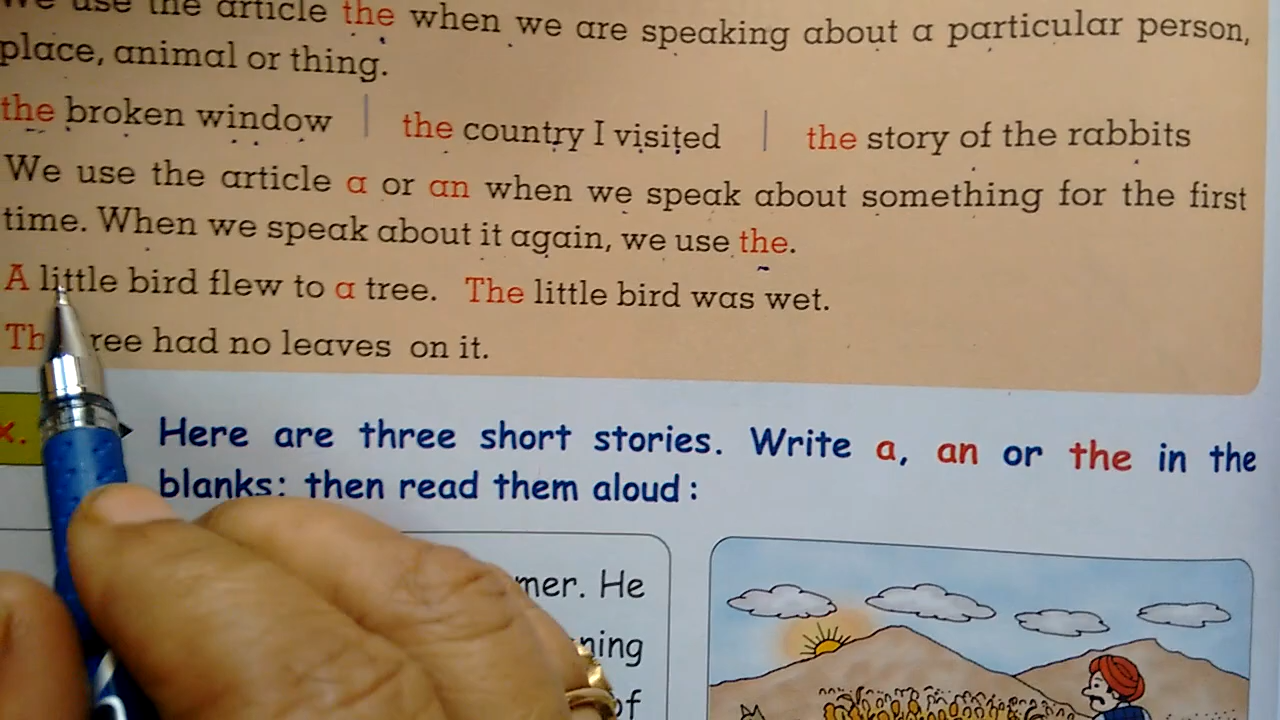 We use the article the when we are speaking about a particular person,
place, animal or thing.
the broken window | the country I visited | the story of the rabbits
We use the article a or an when we speak about something for the first
time. When we speak about it again, we use the.
A little bird flew to a tree. The little bird was wet.
had no leaves on it.
Here are three short stories. Write a, an or the in the
blanks: then read them aloud:
He
of